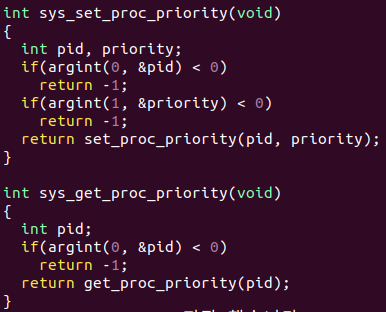 int sys_set_proc_priority(void)
{
  int pid, priority;
  if(argint(0, &pid) < 0)
    return -1;
  if(argint(1, &priority) < 0)
    return -1;
  return set_proc_priority(pid, priority);
}

int sys_get_proc_priority(void)
{
  int pid;
  if(argint(0, &pid) < 0)
    return -1;
  return get_proc_priority(pid);
}